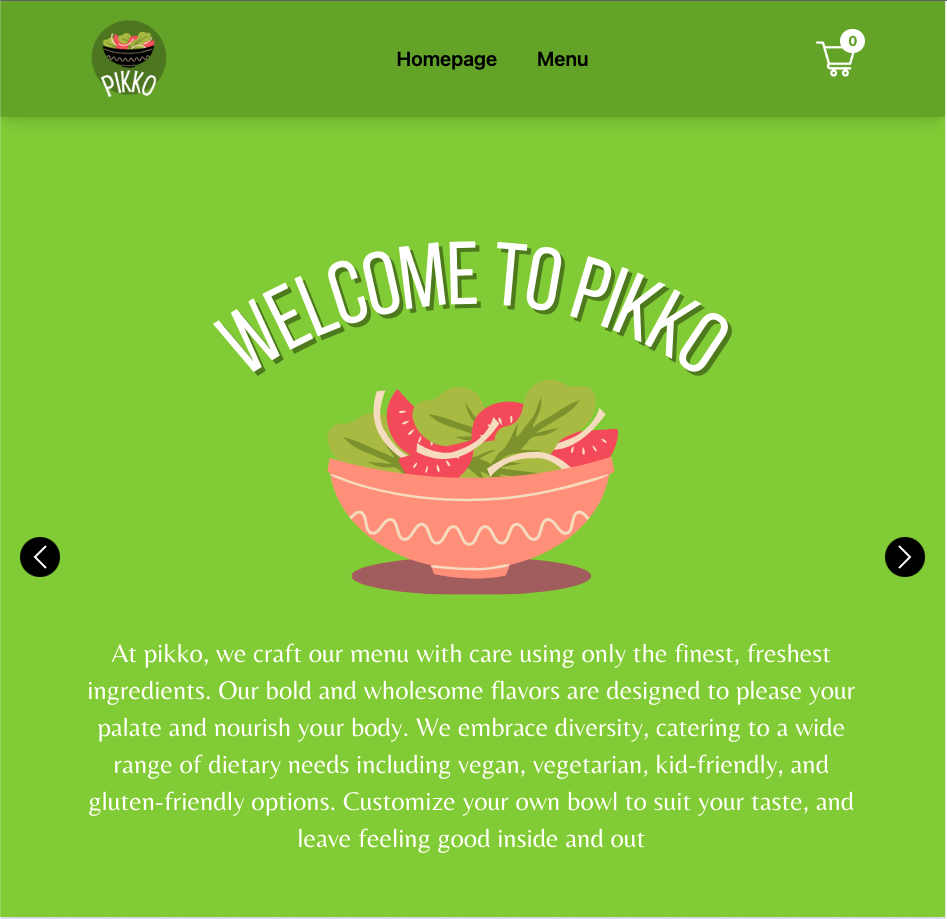 PIKKO
Homepage
Menu
0
WELCOME TO PIKKO
At pikko, we craft our menu with care using only the finest, freshest
ingredients. Our bold and wholesome flavors are designed to please your
palate and nourish your body. We embrace diversity, catering to a wide
range of dietary needs including vegan, vegetarian, kid-friendly, and
gluten-friendly options. Customize your own bowl to suit your taste, and
leave feeling good inside and out